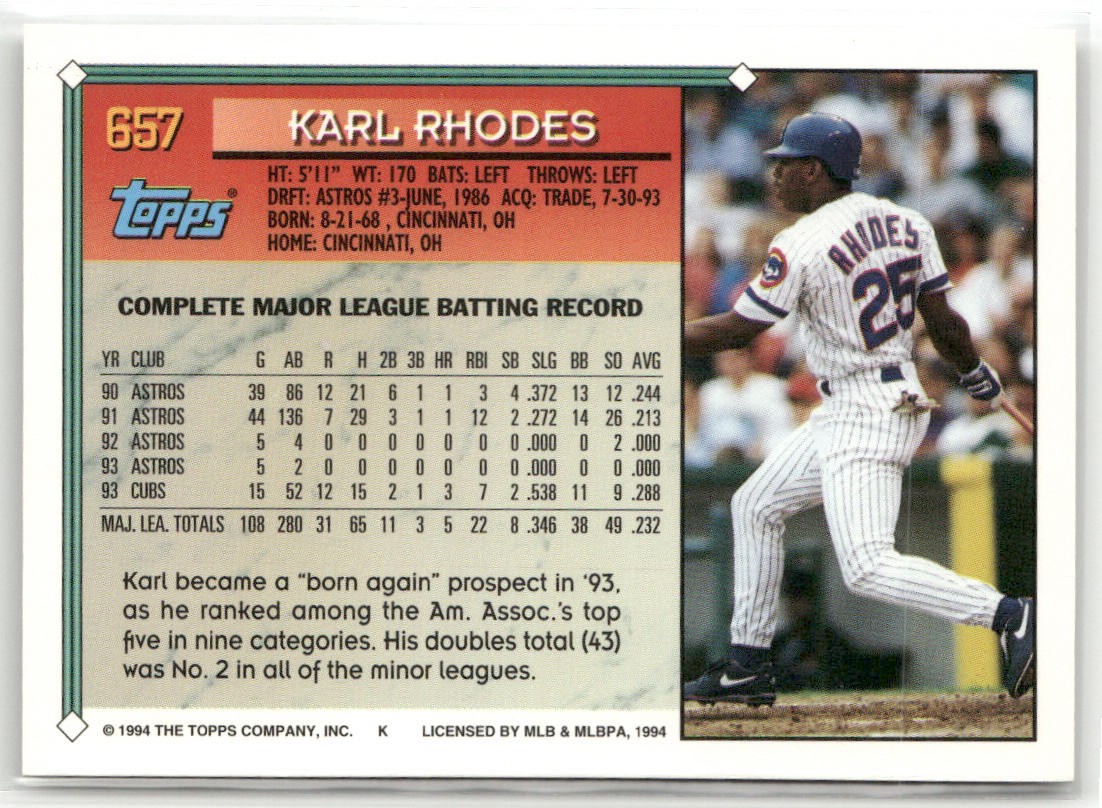 657
KARL RHODES
topps®
HT: 5'11" WT: 170 BATS: LEFT THROWS: LEFT
DRFT: ASTROS #3-JUNE, 1986 ACQ: TRADE, 7-30-93
BORN: 8-21-68 , CINCINNATI, OH
HOME: CINCINNATI, OH
COMPLETE MAJOR LEAGUE BATTING RECORD
YR CLUB G AB R H 2B 3B HR RBI SB SLG BB SO AVG
90 ASTROS 39 86 12 21 6 1 1 3 4 .372 13 12 .244
91 ASTROS 44 136 7 29 3 1 1 12 2 .272 14 26 .213
92 ASTROS 5 4 0 0 0 0 0 0 0 .000 0 2 .000
93 ASTROS 5 2 0 0 0 0 0 0 0 .000 0 0 .000
93 CUBS 15 52 12 15 2 1 3 7 2 .538 11 9 .288
MAJ. LEA. TOTALS 108 280 31 65 11 3 5 22 8 .346 38 49 .232
Karl became a "born again" prospect in '93,
as he ranked among the Am. Assoc.'s top
five in nine categories. His doubles total (43)
was No. 2 in all of the minor leagues.
© 1994 THE TOPPS COMPANY, INC. K LICENSED BY MLB & MLBPA, 1994
RHODES
25